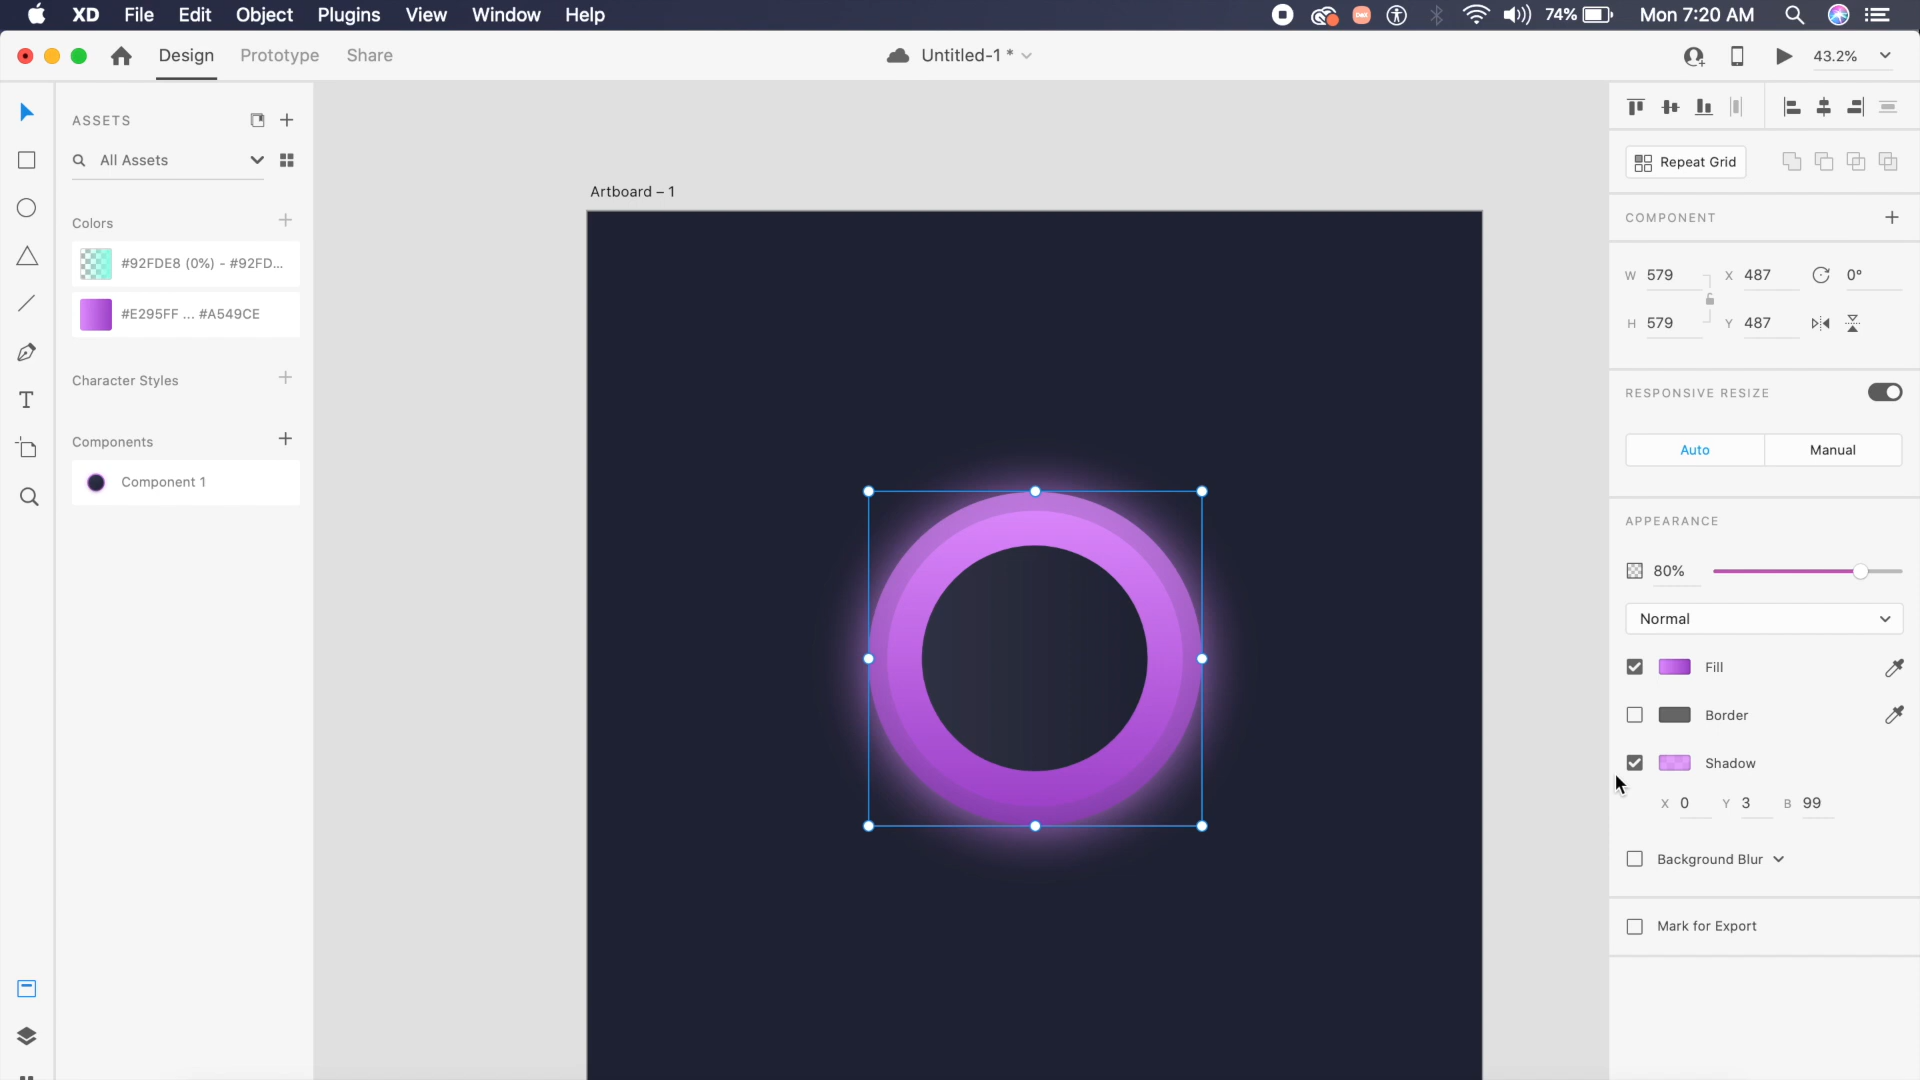 XD File Edit Object Plugins View Window Help
74% Mon 7:20 AM
Design Prototype Share
Untitled-1 *
43.2%
ASSETS
All Assets
Colors
#92FDE8 (0%) - #92FD...
#E295FF ... #A549CE
Character Styles
Components
Component 1
T
Artboard – 1
Repeat Grid
COMPONENT
W 579 X 487 0°
H 579 Y 487
RESPONSIVE RESIZE
Auto Manual
APPEARANCE
80%
Normal
Fill
Border
Shadow
X 0 Y 3 B 99
Background Blur
Mark for Export